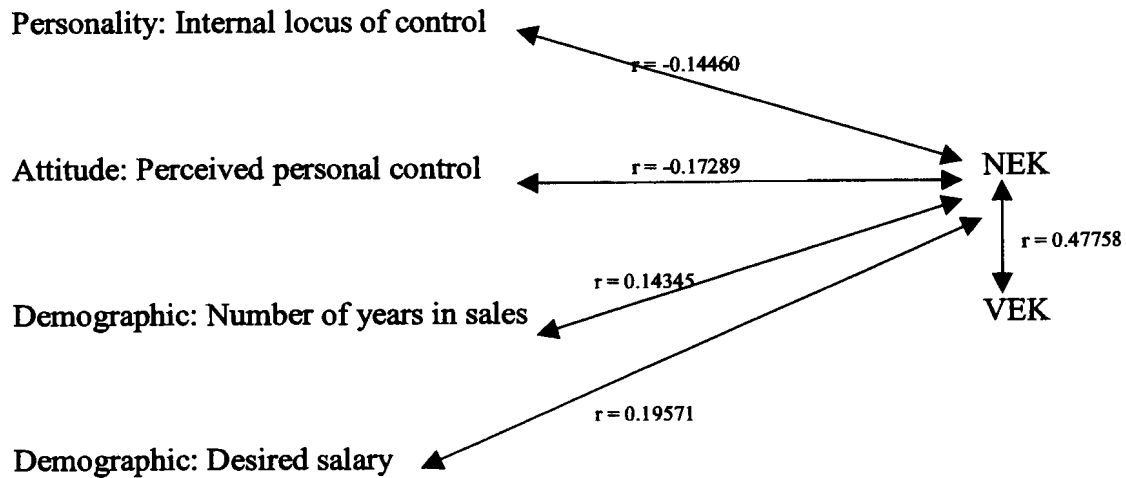 Personality: Internal locus of control
r = -0.14460
Attitude: Perceived personal control
r = -0.17289
NEK
r = 0.47758
r = 0.14345
Demographic: Number of years in sales
VEK
r = 0.19571
Demographic: Desired salary